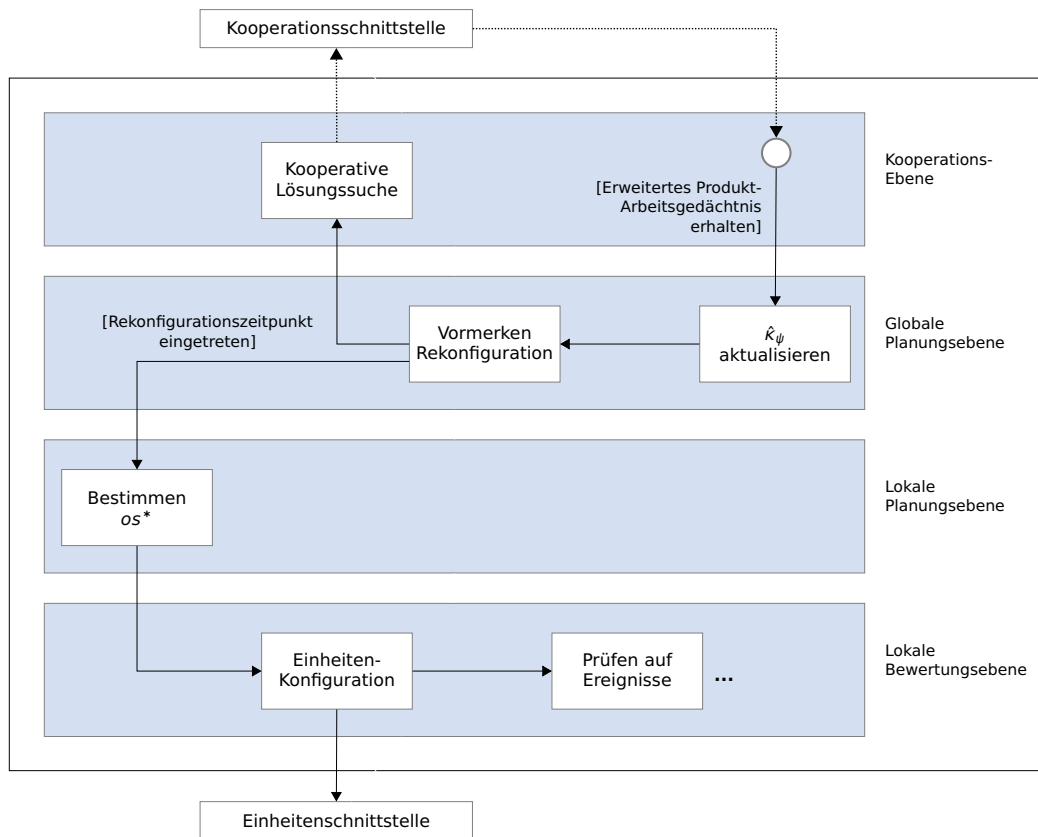 Kooperationsschnittstelle
Kooperative
Lösungssuche
[Erweitertes Produkt-
Arbeitsgedächtnis
erhalten]
Kooperations-
Ebene
[Rekonfigurationszeitpunkt
eingetreten]
Vormerken
Rekonfiguration
κ̂ψ
aktualisieren
Globale
Planungsebene
Bestimmen
os*
Lokale
Planungsebene
Einheiten-
Konfiguration
Prüfen auf
Ereignisse
...
Lokale
Bewertungsebene
Einheitenschnittstelle